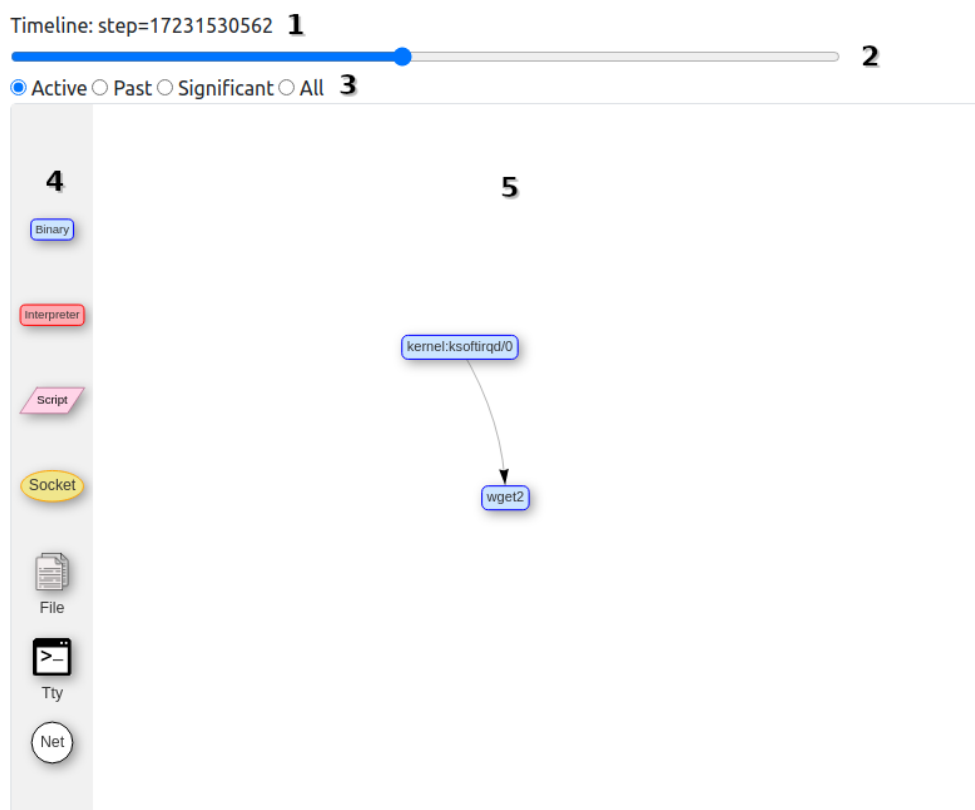 Timeline: step=17231530562 1
2
Active Past Significant All 3
4
5
Binary
Interpreter
kernel:ksoftirqd/0
Script
Socket
wget2
File
>_
Tty
Net